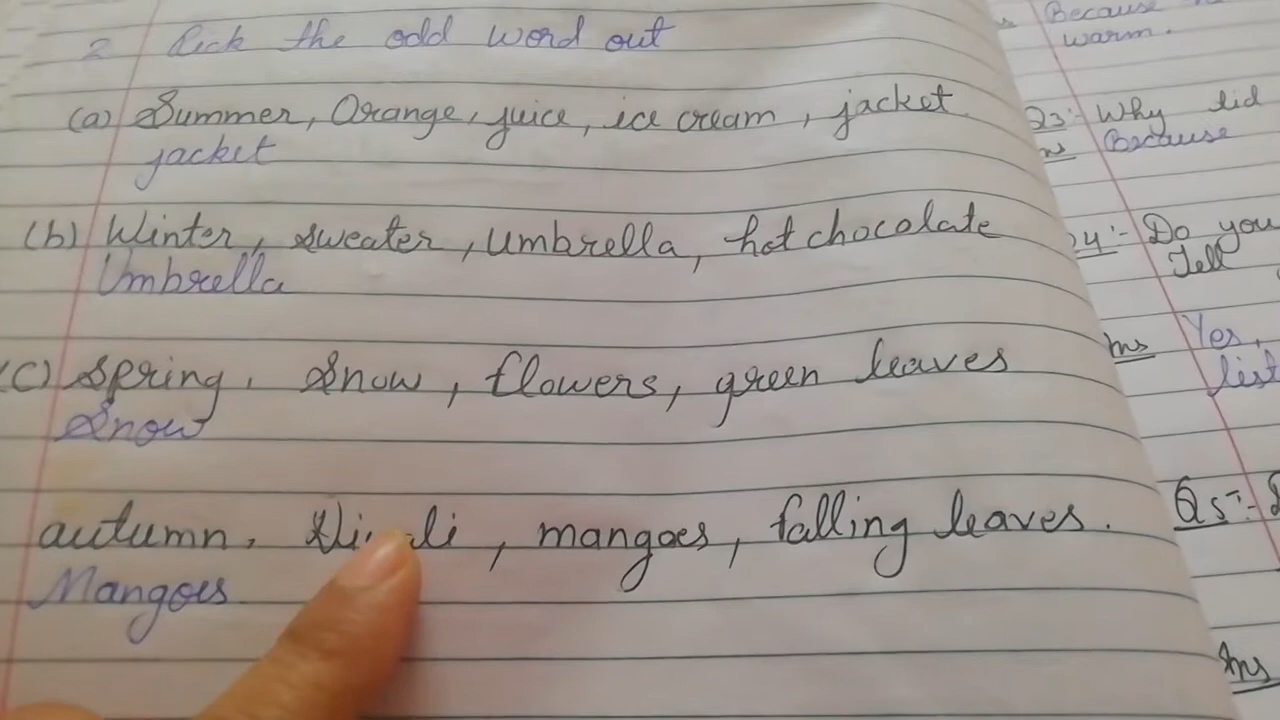 2 Pick the odd word out
(a) Summer, Orange, juice, ice cream, jacket
jacket
(b) Winter, sweater, umbrella, hot chocolate
Umbrella
(C) Spring, Snow, flowers, green leaves
Snow
autumn, mangoes, falling leaves.
Mangoes
Because
warm.
Q3:- Why did
Because
Q4:- Do you
Tell
Ans Yes,
list
Q5:-
Ans